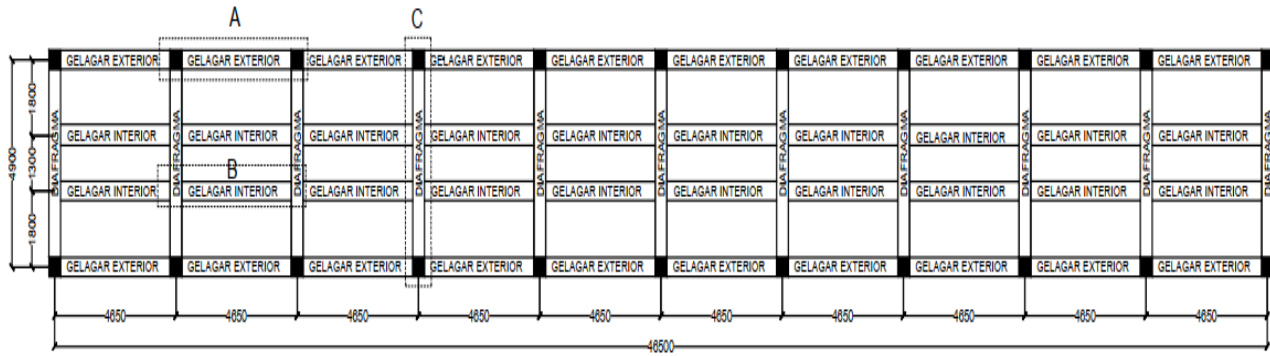 A C
GELAGAR EXTERIOR GELAGAR EXTERIOR GELAGAR EXTERIOR GELAGAR EXTERIOR GELAGAR EXTERIOR GELAGAR EXTERIOR GELAGAR EXTERIOR GELAGAR EXTERIOR GELAGAR EXTERIOR GELAGAR EXTERIOR
1800
GELAGAR INTERIOR GELAGAR INTERIOR GELAGAR INTERIOR GELAGAR INTERIOR GELAGAR INTERIOR GELAGAR INTERIOR GELAGAR INTERIOR GELAGAR INTERIOR GELAGAR INTERIOR GELAGAR INTERIOR
4900
1300
DIAFRAGMA DIAFRAGMA DIAFRAGMA DIAFRAGMA DIAFRAGMA DIAFRAGMA DIAFRAGMA DIAFRAGMA DIAFRAGMA DIAFRAGMA DIAFRAGMA
B
GELAGAR INTERIOR GELAGAR INTERIOR GELAGAR INTERIOR GELAGAR INTERIOR GELAGAR INTERIOR GELAGAR INTERIOR GELAGAR INTERIOR GELAGAR INTERIOR GELAGAR INTERIOR GELAGAR INTERIOR
1800
GELAGAR EXTERIOR GELAGAR EXTERIOR GELAGAR EXTERIOR GELAGAR EXTERIOR GELAGAR EXTERIOR GELAGAR EXTERIOR GELAGAR EXTERIOR GELAGAR EXTERIOR GELAGAR EXTERIOR GELAGAR EXTERIOR
4650 4650 4650 4650 4650 4650 4650 4650 4650 4650
46500